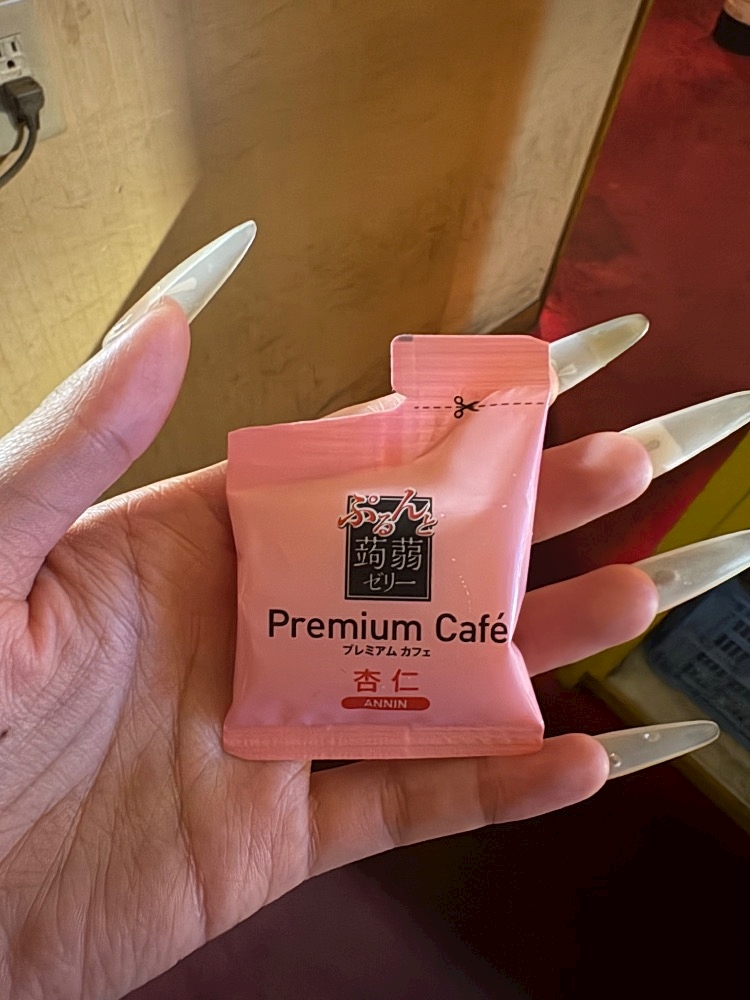 ぷるんと
蒟蒻
ゼリー
Premium Café
プレミアム カフェ
杏仁
ANNIN